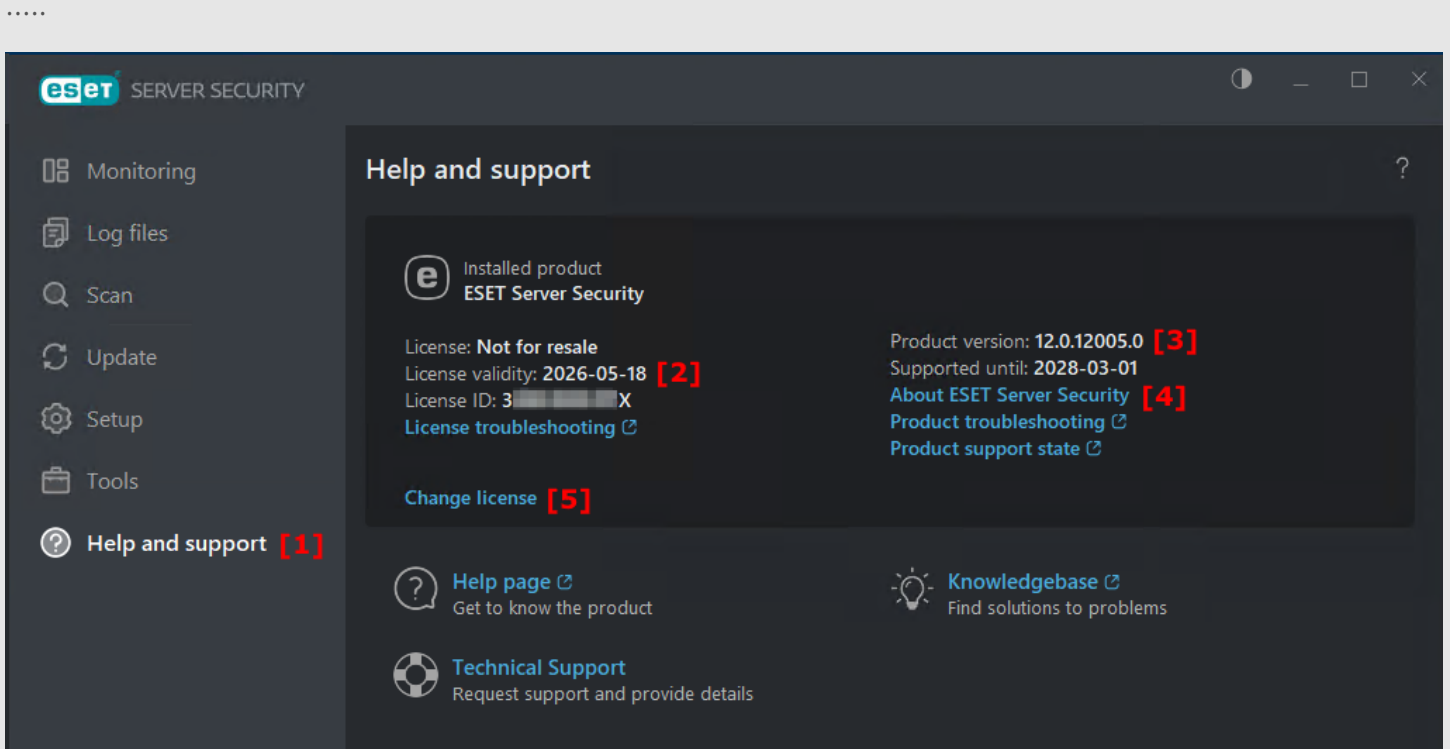 .....
eset SERVER SECURITY
Monitoring
Log files
Scan
Update
Setup
Tools
Help and support [1]
Help and support
?
Installed product
ESET Server Security
License: Not for resale
License validity: 2026-05-18 [2]
License ID: 3 X
License troubleshooting
Change license [5]
Product version: 12.0.12005.0 [3]
Supported until: 2028-03-01
About ESET Server Security [4]
Product troubleshooting
Product support state
Help page
Get to know the product
Knowledgebase
Find solutions to problems
Technical Support
Request support and provide details